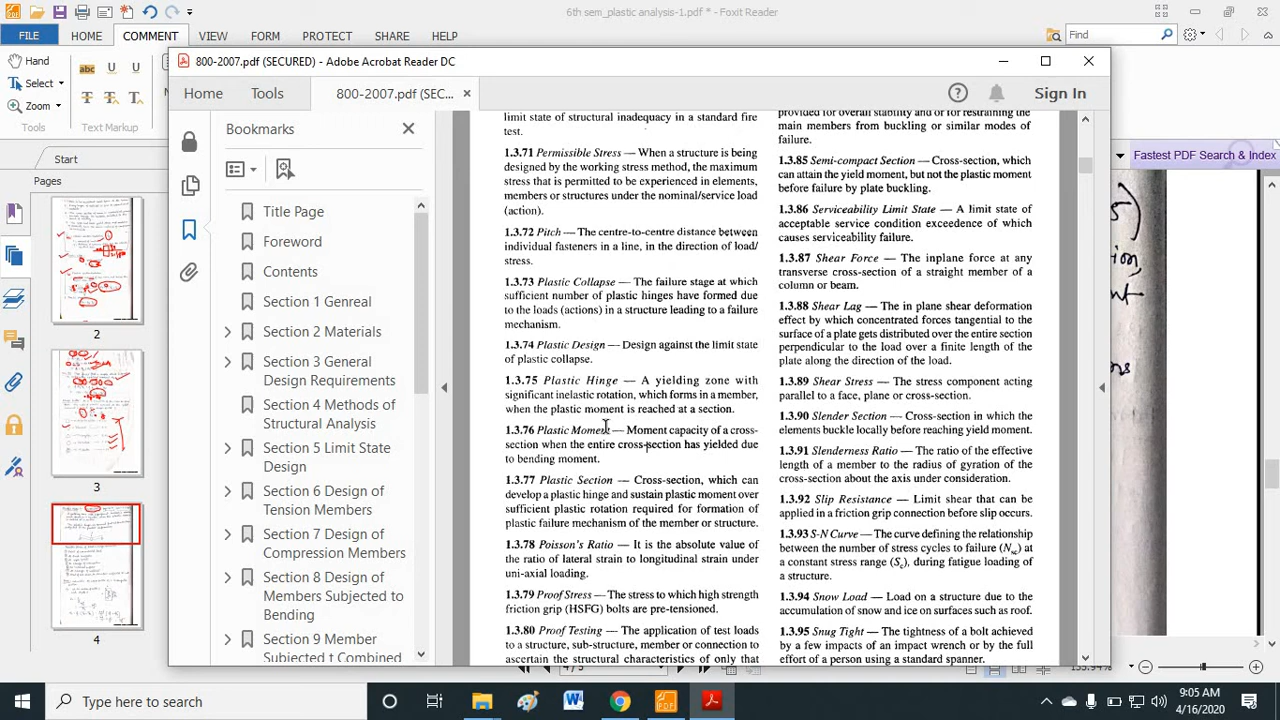 6th sem_plastic analysis-1.pdf - Foxit Reader
FILE HOME COMMENT VIEW FORM PROTECT SHARE HELP
Find
Hand
Select
Zoom
Tools
Text Markup
Start
Pages
2
3
4
Fastest PDF Search & Index
800-2007.pdf (SECURED) - Adobe Acrobat Reader DC
Home Tools 800-2007.pdf (SEC... Sign In
Bookmarks
Title Page
Foreword
Contents
Section 1 Genreal
Section 2 Materials
Section 3 General
Design Requirements
Section 4 Methods of
Structural Analysis
Section 5 Limit State
Design
Section 6 Design of
Tension Members
Section 7 Design of
Compression Members
Section 8 Design of
Members Subjected to
Bending
Section 9 Member
Subjected t Combined
limit state of structural inadequacy in a standard fire
test.
1.3.71 Permissible Stress — When a structure is being
designed by the working stress method, the maximum
stress that is permitted to be experienced in elements,
members or structures under the nominal/service load
(action).
1.3.72 Pitch — The centre-to-centre distance between
individual fasteners in a line, in the direction of load/
stress.
1.3.73 Plastic Collapse — The failure stage at which
sufficient number of plastic hinges have formed due
to the loads (actions) in a structure leading to a failure
mechanism.
1.3.74 Plastic Design — Design against the limit state
of plastic collapse.
1.3.75 Plastic Hinge — A yielding zone with
significant inelastic rotation, which forms in a member,
when the plastic moment is reached at a section.
1.3.76 Plastic Moment — Moment capacity of a cross-
section when the entire cross-section has yielded due
to bending moment.
1.3.77 Plastic Section — Cross-section, which can
develop a plastic hinge and sustain plastic moment over
sufficient plastic rotation required for formation of
plastic failure mechanism of the member or structure.
1.3.78 Poisson's Ratio — It is the absolute value of
the ratio of lateral strain to longitudinal strain under
uni-axial loading.
1.3.79 Proof Stress — The stress to which high strength
friction grip (HSFG) bolts are pre-tensioned.
1.3.80 Proof Testing — The application of test loads
to a structure, sub-structure, member or connection to
ascertain the structural characteristics of only that
provided for overall stability and/or for restraining the
main members from buckling or similar modes of
failure.
1.3.85 Semi-compact Section — Cross-section, which
can attain the yield moment, but not the plastic moment
before failure by plate buckling.
1.3.86 Serviceability Limit State — A limit state of
acceptable service condition exceedence of which
causes serviceability failure.
1.3.87 Shear Force — The inplane force at any
transverse cross-section of a straight member of a
column or beam.
1.3.88 Shear Lag — The in plane shear deformation
effect by which concentrated forces tangential to the
surface of a plate gets distributed over the entire section
perpendicular to the load over a finite length of the
plate along the direction of the load.
1.3.89 Shear Stress — The stress component acting
parallel to a face, plane or cross-section.
1.3.90 Slender Section — Cross-section in which the
elements buckle locally before reaching yield moment.
1.3.91 Slenderness Ratio — The ratio of the effective
length of a member to the radius of gyration of the
cross-section about the axis under consideration.
1.3.92 Slip Resistance — Limit shear that can be
applied in a friction grip connection before slip occurs.
1.3.93 S-N Curve — The curve defining the relationship
between the number of stress cycles to failure (Nsc) at
a constant stress range (Sc), during fatigue loading of
a structure.
1.3.94 Snow Load — Load on a structure due to the
accumulation of snow and ice on surfaces such as roof.
1.3.95 Snug Tight — The tightness of a bolt achieved
by a few impacts of an impact wrench or by the full
effort of a person using a standard spanner.
Type here to search
9:05 AM
4/16/2020